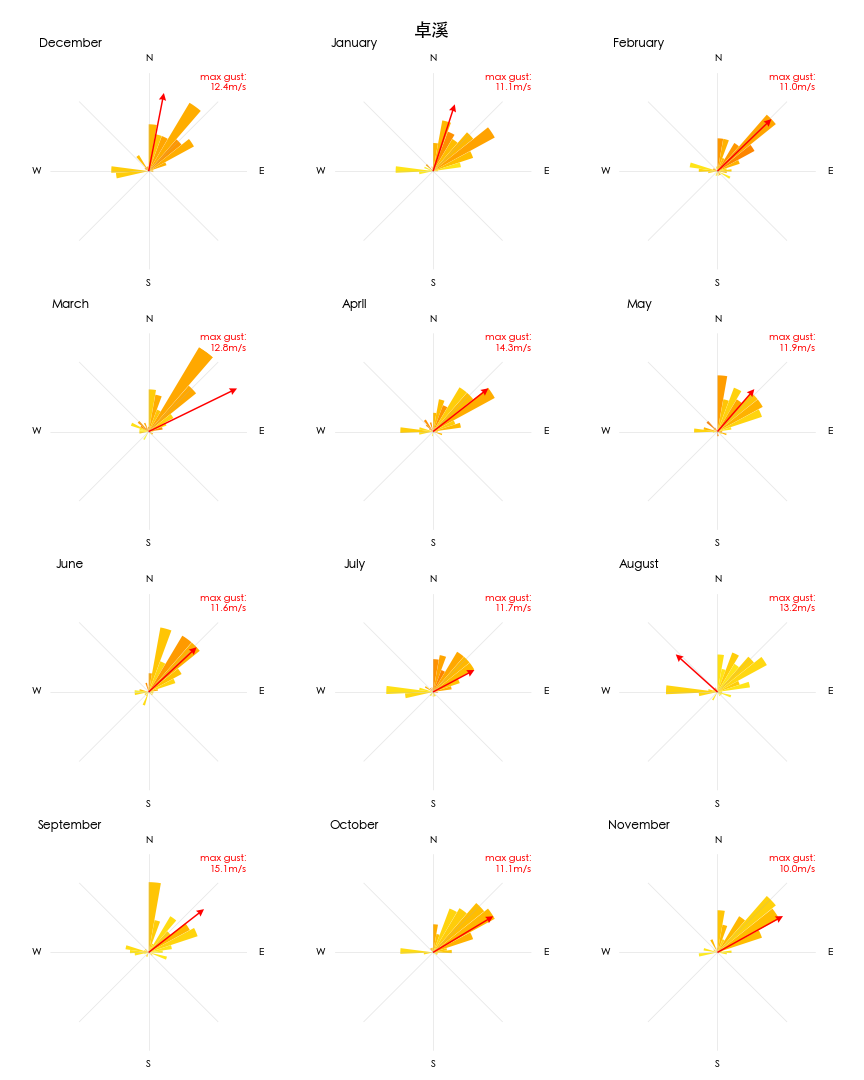 卓溪
December
N
max gust:
12.4m/s
W
E
S
January
N
max gust:
11.1m/s
W
E
S
February
N
max gust:
11.0m/s
W
E
S
March
N
max gust:
12.8m/s
W
E
S
April
N
max gust:
14.3m/s
W
E
S
May
N
max gust:
11.9m/s
W
E
S
June
N
max gust:
11.6m/s
W
E
S
July
N
max gust:
11.7m/s
W
E
S
August
N
max gust:
13.2m/s
W
E
S
September
N
max gust:
15.1m/s
W
E
S
October
N
max gust:
11.1m/s
W
E
S
November
N
max gust:
10.0m/s
W
E
S